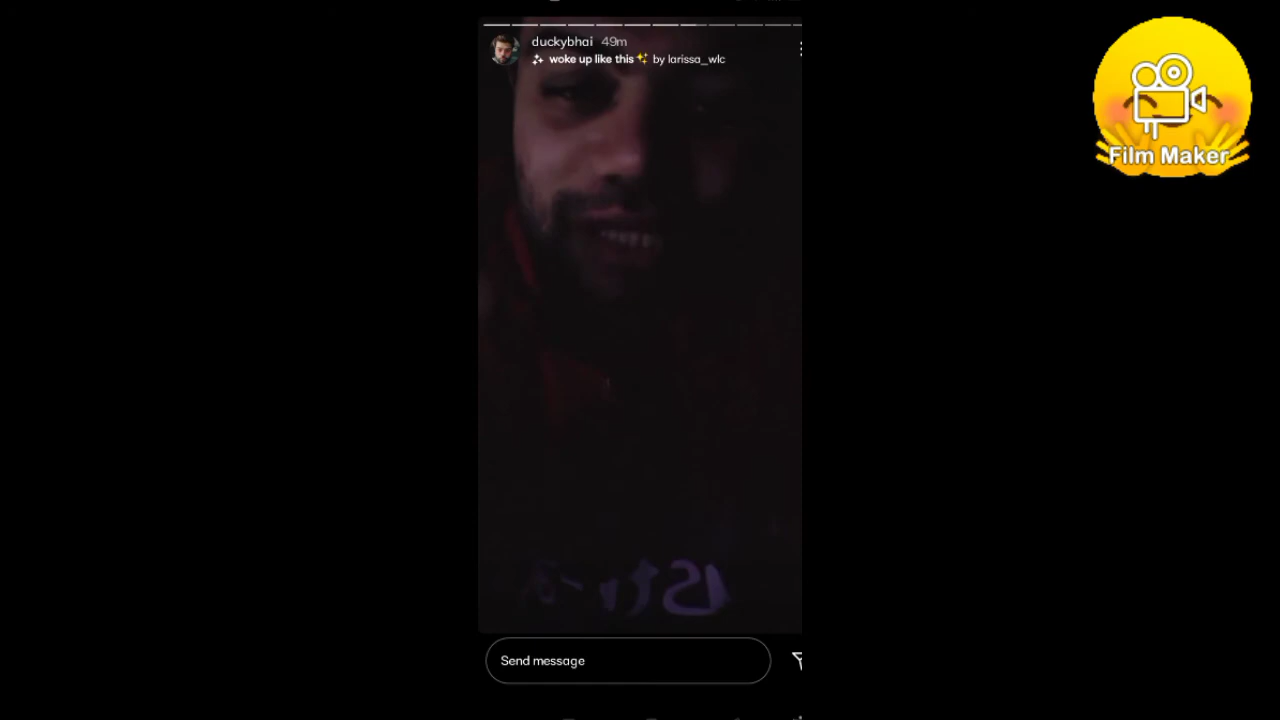 duckybhai 49m
woke up like this by larissa_wlc
Film Maker
Send message